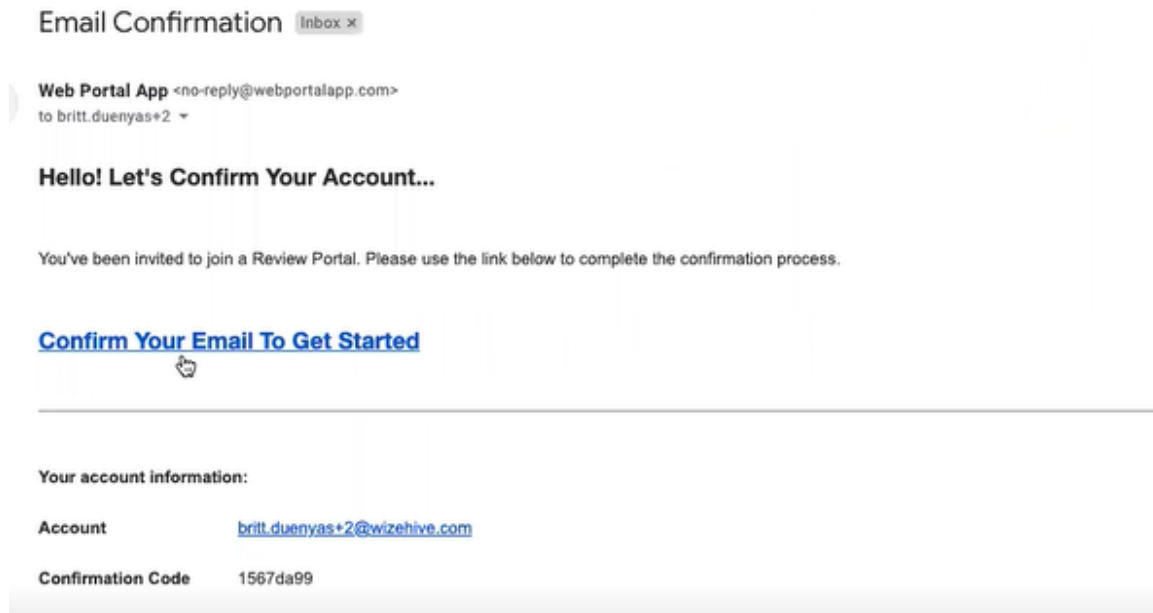 Email Confirmation Inbox ×
Web Portal App <no-reply@webportalapp.com>
to britt.duenyas+2
Hello! Let's Confirm Your Account...
You've been invited to join a Review Portal. Please use the link below to complete the confirmation process.
Confirm Your Email To Get Started
Your account information:
Account britt.duenyas+2@wizehive.com
Confirmation Code 1567da99